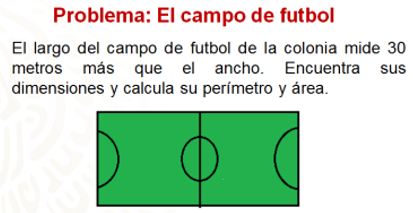 Problema: El campo de futbol
El largo del campo de futbol de la colonia mide 30
metros más que el ancho. Encuentra sus
dimensiones y calcula su perímetro y área.